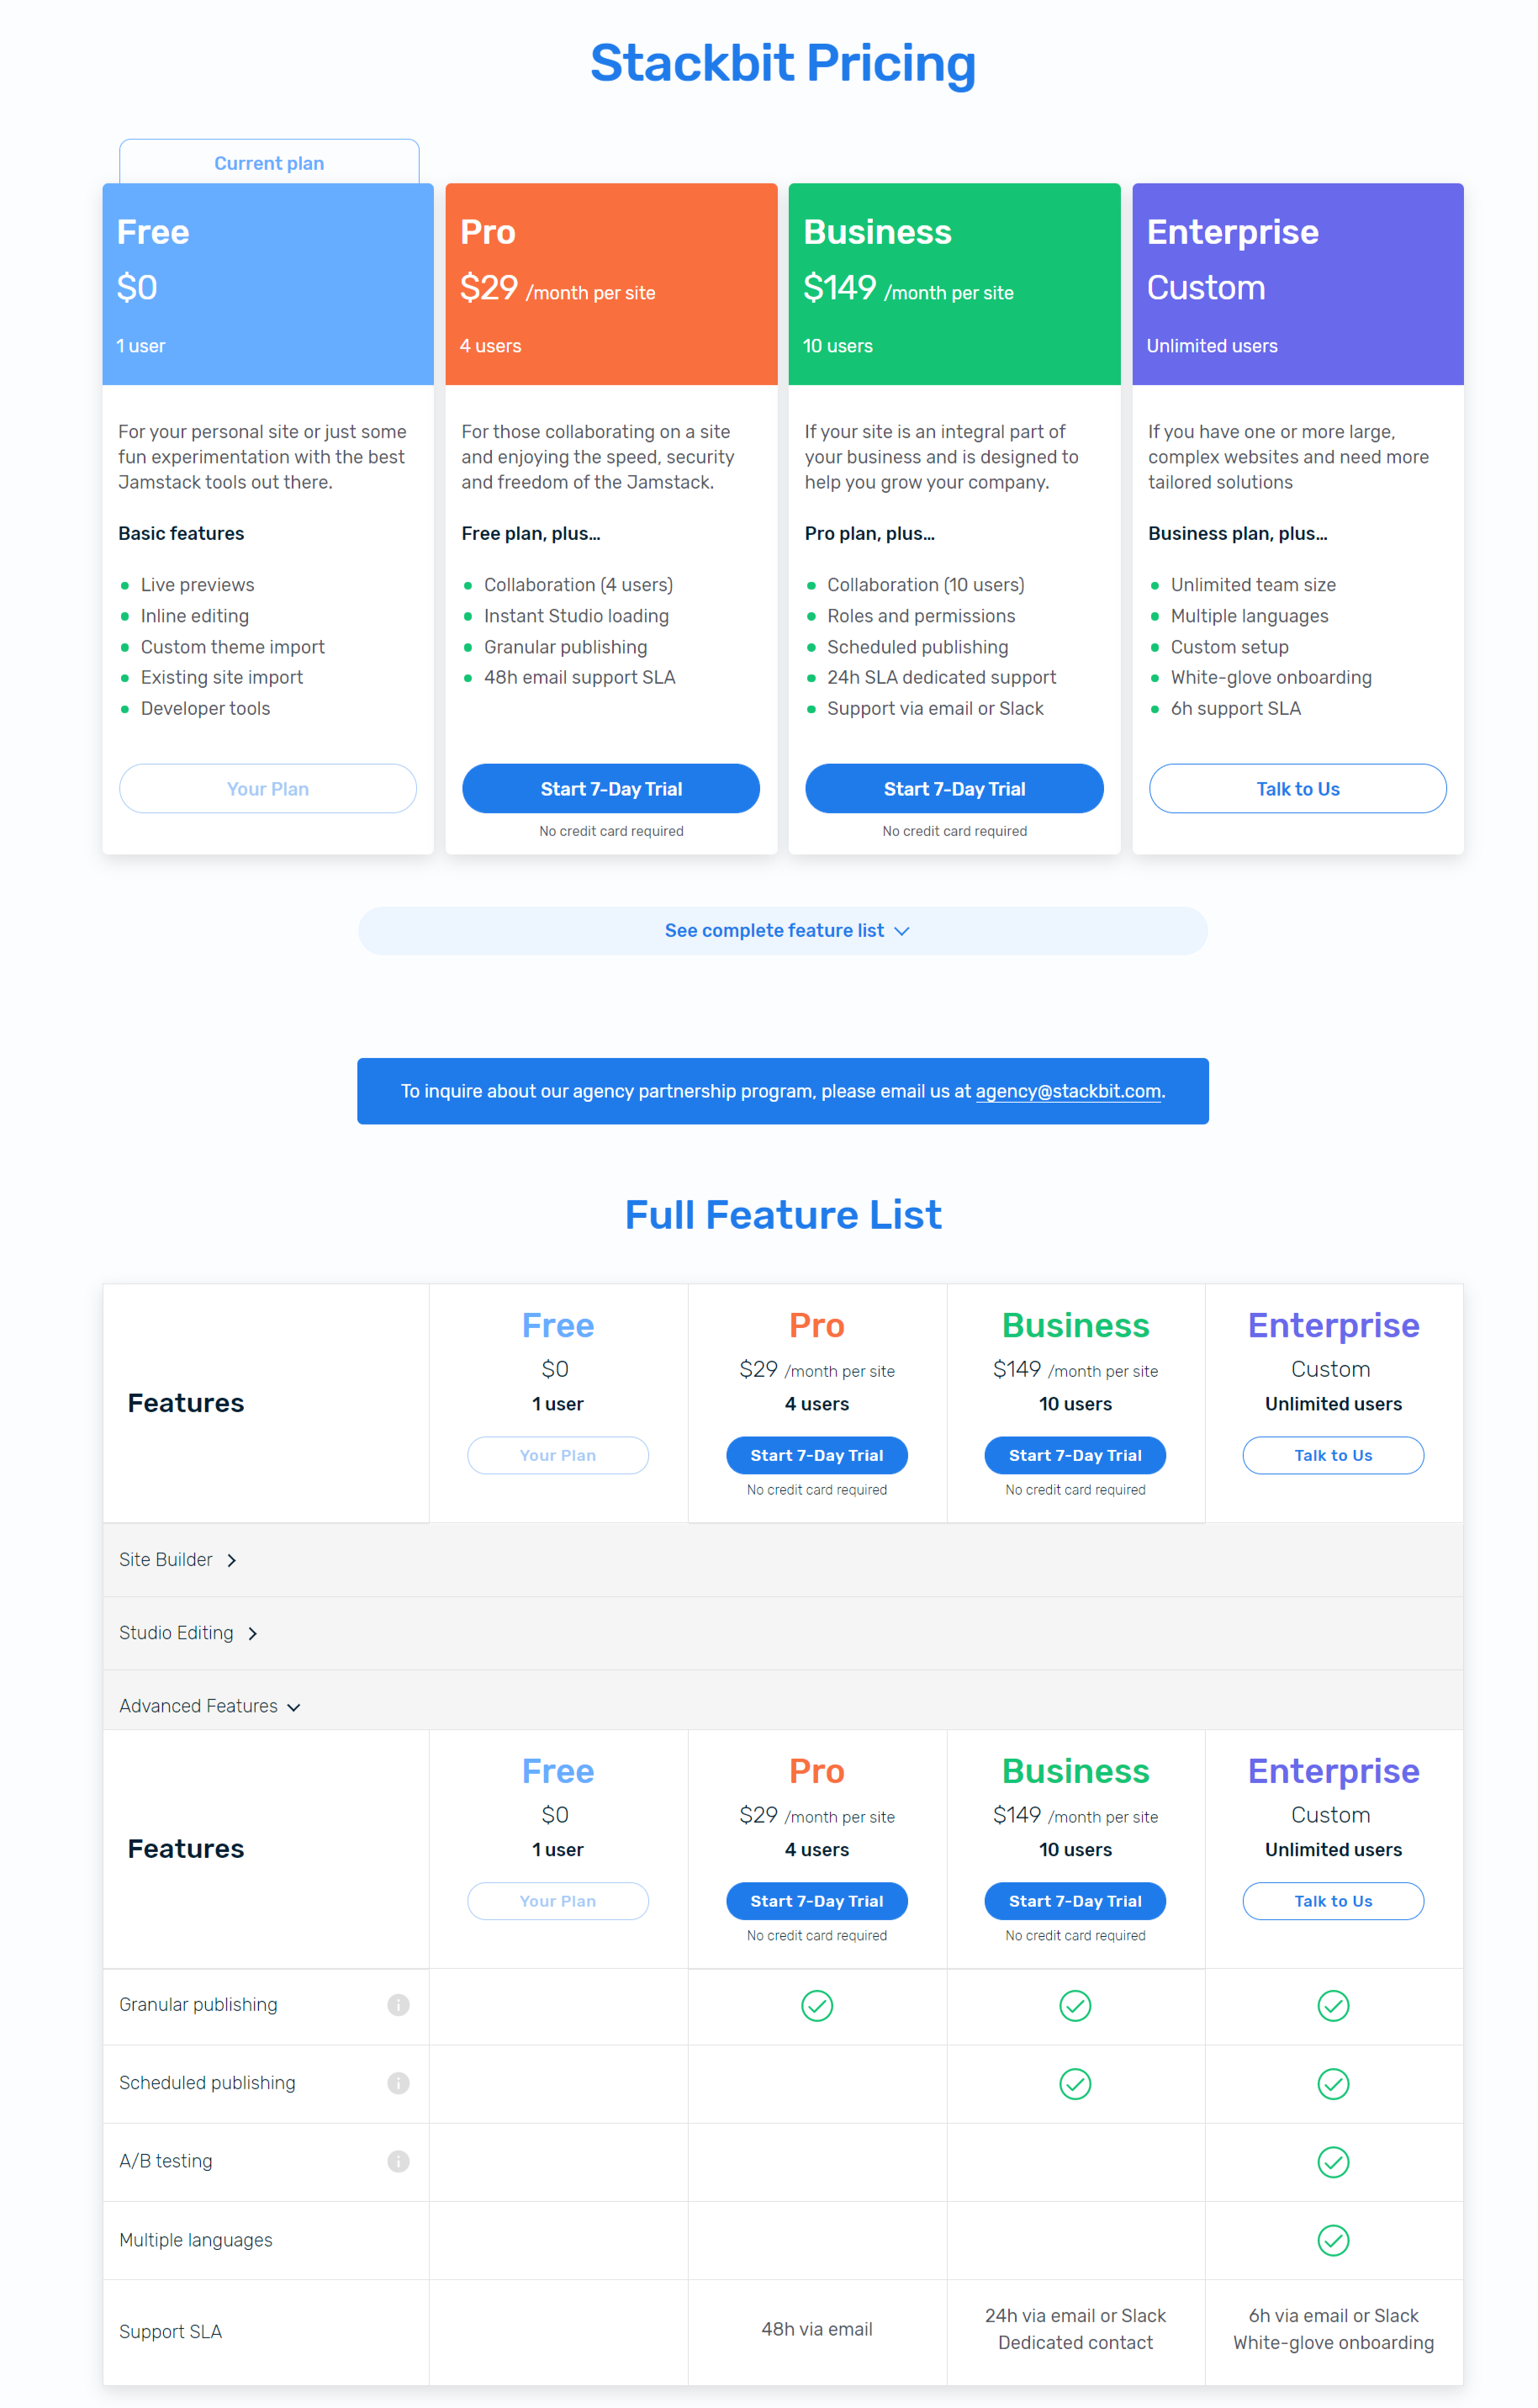 Stackbit Pricing
Current plan
Free
$0
1 user
For your personal site or just some
fun experimentation with the best
Jamstack tools out there.
Basic features
Live previews
Inline editing
Custom theme import
Existing site import
Developer tools
Your Plan
Pro
$29 /month per site
4 users
For those collaborating on a site
and enjoying the speed, security
and freedom of the Jamstack.
Free plan, plus...
Collaboration (4 users)
Instant Studio loading
Granular publishing
48h email support SLA
Start 7-Day Trial
No credit card required
Business
$149 /month per site
10 users
If your site is an integral part of
your business and is designed to
help you grow your company.
Pro plan, plus...
Collaboration (10 users)
Roles and permissions
Scheduled publishing
24h SLA dedicated support
Support via email or Slack
Start 7-Day Trial
No credit card required
Enterprise
Custom
Unlimited users
If you have one or more large,
complex websites and need more
tailored solutions
Business plan, plus...
Unlimited team size
Multiple languages
Custom setup
White-glove onboarding
6h support SLA
Talk to Us
See complete feature list
To inquire about our agency partnership program, please email us at agency@stackbit.com.
Full Feature List
Features
Free
$0
1 user
Your Plan
Pro
$29 /month per site
4 users
Start 7-Day Trial
No credit card required
Business
$149 /month per site
10 users
Start 7-Day Trial
No credit card required
Enterprise
Custom
Unlimited users
Talk to Us
Site Builder
Studio Editing
Advanced Features
Features
Free
$0
1 user
Your Plan
Pro
$29 /month per site
4 users
Start 7-Day Trial
No credit card required
Business
$149 /month per site
10 users
Start 7-Day Trial
No credit card required
Enterprise
Custom
Unlimited users
Talk to Us
Granular publishing
Scheduled publishing
A/B testing
Multiple languages
Support SLA
48h via email
24h via email or Slack
Dedicated contact
6h via email or Slack
White-glove onboarding